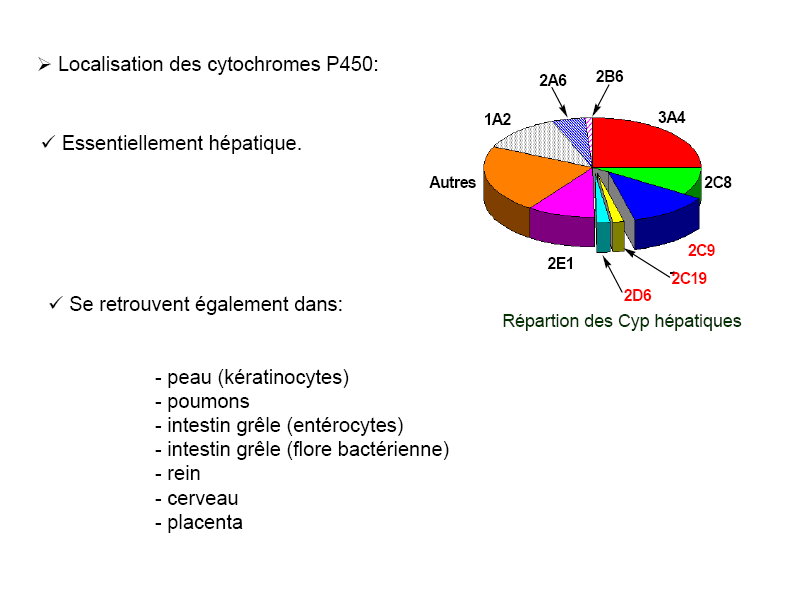 ➢ Localisation des cytochromes P450:
✓ Essentiellement hépatique.
2A6
2B6
1A2
3A4
Autres
2C8
2C9
2E1
2C19
2D6
Répartion des Cyp hépatiques
✓ Se retrouvent également dans:
- peau (kératinocytes)
- poumons
- intestin grêle (entérocytes)
- intestin grêle (flore bactérienne)
- rein
- cerveau
- placenta